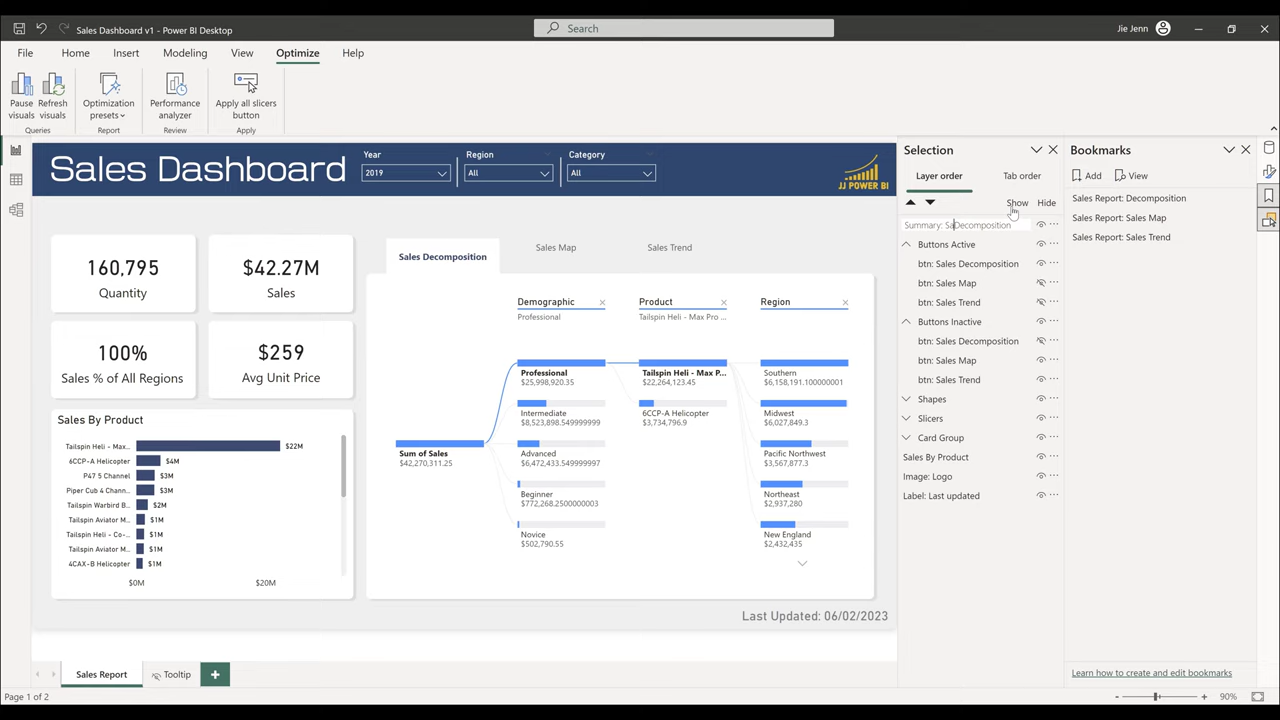 Sales Dashboard v1 - Power BI Desktop
Search
Jie Jenn
File
Home
Insert
Modeling
View
Optimize
Help
Pause visuals
Refresh visuals
Optimization presets
Performance analyzer
Apply all slicers button
Queries
Report
Review
Apply
Sales Dashboard
Year
2019
Region
All
Category
All
JJ POWER BI
160,795
Quantity
$42.27M
Sales
100%
Sales % of All Regions
$259
Avg Unit Price
Sales By Product
Tailspin Heli - Max...
$22M
6CCP-A Helicopter
$4M
P47 5 Channel
$3M
Piper Cub 4 Chann...
$3M
Tailspin Warbird B...
$2M
Tailspin Aviator M...
$1M
Tailspin Heli - Co-...
$1M
Tailspin Aviator M...
$1M
4CAX-B Helicopter
$1M
$0M
$20M
Sales Decomposition
Sales Map
Sales Trend
Demographic
Professional
Product
Tailspin Heli - Max Pro ...
Region
Sum of Sales
$42,270,311.25
Professional
$25,998,920.35
Intermediate
$8,523,898.549999999
Advanced
$6,472,433.549999997
Beginner
$772,268.2500000003
Novice
$502,790.55
Tailspin Heli - Max P...
$22,264,123.45
6CCP-A Helicopter
$3,734,796.9
Southern
$6,158,191.100000001
Midwest
$6,027,849.3
Pacific Northwest
$3,567,877.3
Northeast
$2,937,280
New England
$2,432,435
Last Updated: 06/02/2023
Selection
Layer order
Tab order
Show
Hide
Summary: SaDecomposition
Buttons Active
btn: Sales Decomposition
btn: Sales Map
btn: Sales Trend
Buttons Inactive
btn: Sales Decomposition
btn: Sales Map
btn: Sales Trend
Shapes
Slicers
Card Group
Sales By Product
Image: Logo
Label: Last updated
Bookmarks
Add
View
Sales Report: Decomposition
Sales Report: Sales Map
Sales Report: Sales Trend
Learn how to create and edit bookmarks
Sales Report
Tooltip
Page 1 of 2
90%